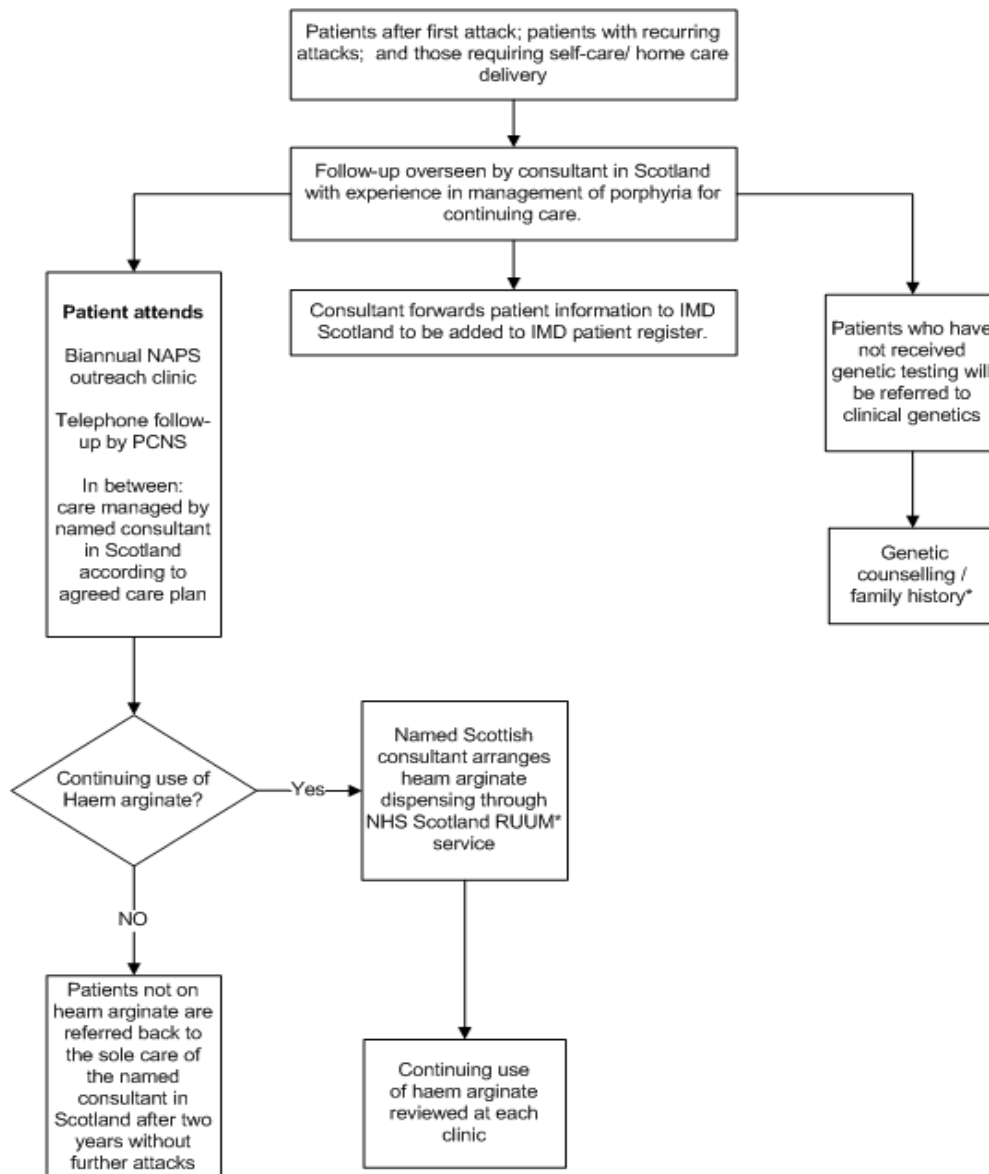 Patients after first attack; patients with recurring
attacks;  and those requiring self-care/ home care
delivery
Follow-up overseen by consultant in Scotland
with experience in management of porphyria for
continuing care.
Consultant forwards patient information to IMD
Scotland to be added to IMD patient register.
Patient attends
Biannual NAPS
outreach clinic
Telephone follow-
up by PCNS
In between:
care managed by
named consultant
in Scotland
according to
agreed care plan
Patients who have
not received
genetic testing will
be referred to
clinical genetics
Genetic
counselling /
family history*
Continuing use of
Haem arginate?
Yes
Named Scottish
consultant arranges
heam arginate
dispensing through
NHS Scotland RUUM*
service
NO
Patients not on
heam arginate are
referred back to
the sole care of
the named
consultant in
Scotland after two
years without
further attacks
Continuing use
of haem arginate
reviewed at each
clinic